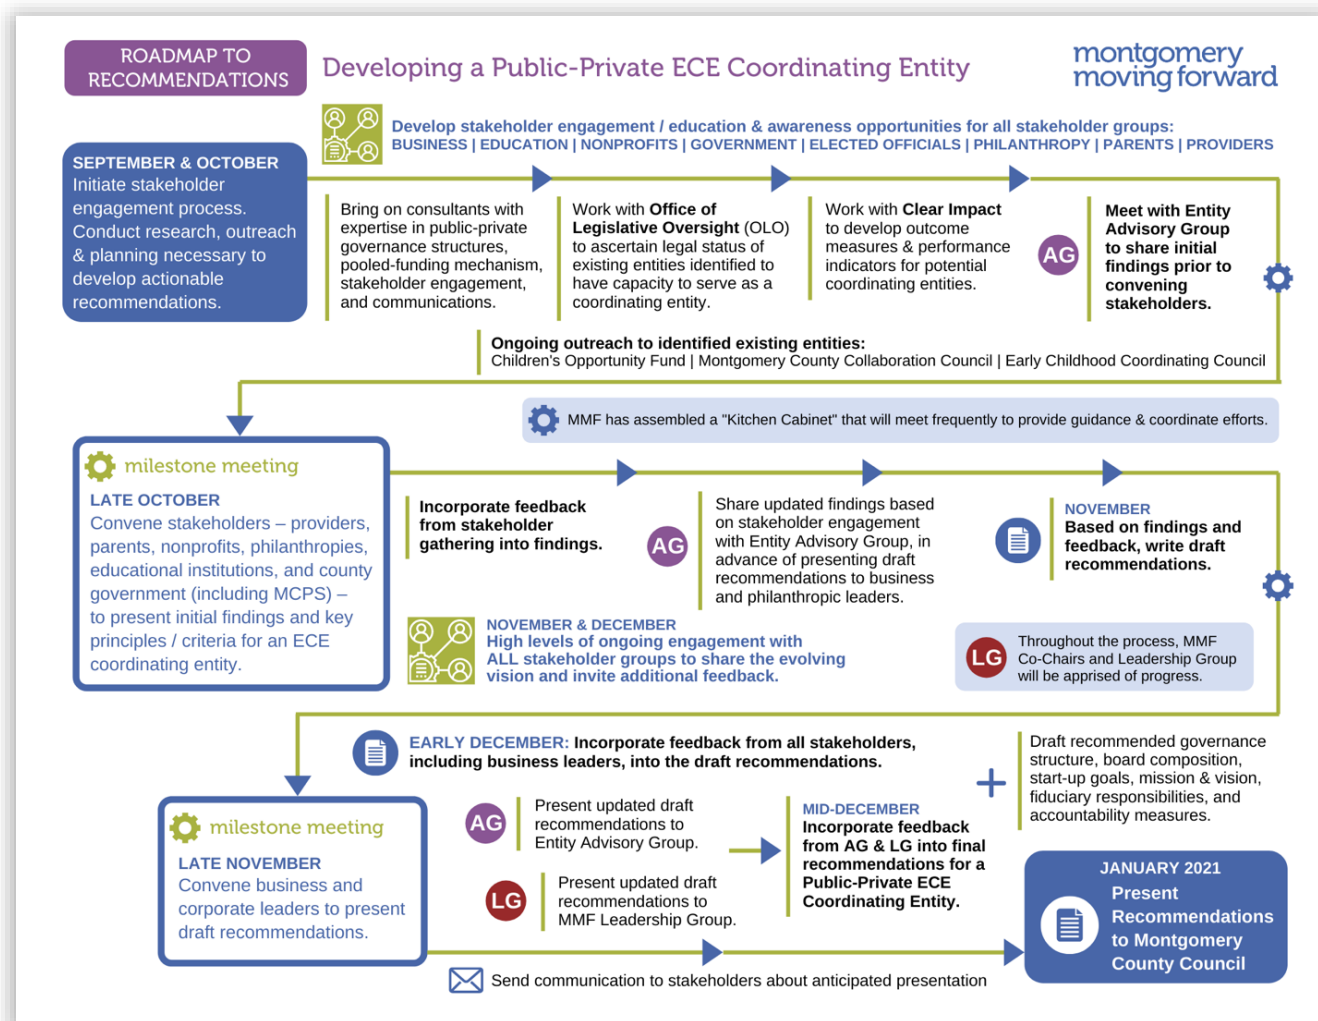 ROADMAP TO
RECOMMENDATIONS
Developing a Public-Private ECE Coordinating Entity
montgomery
moving forward
Develop stakeholder engagement / education & awareness opportunities for all stakeholder groups:
BUSINESS | EDUCATION | NONPROFITS | GOVERNMENT | ELECTED OFFICIALS | PHILANTHROPY | PARENTS | PROVIDERS
SEPTEMBER & OCTOBER
Initiate stakeholder
engagement process.
Conduct research, outreach
& planning necessary to
develop actionable
recommendations.
Bring on consultants with
expertise in public-private
governance structures,
pooled-funding mechanism,
stakeholder engagement,
and communications.
Work with Office of
Legislative Oversight (OLO)
to ascertain legal status of
existing entities identified to
have capacity to serve as a
coordinating entity.
Work with Clear Impact
to develop outcome
measures & performance
indicators for potential
coordinating entities.
AG
Meet with Entity
Advisory Group
to share initial
findings prior to
convening
stakeholders.
Ongoing outreach to identified existing entities:
Children's Opportunity Fund | Montgomery County Collaboration Council | Early Childhood Coordinating Council
MMF has assembled a "Kitchen Cabinet" that will meet frequently to provide guidance & coordinate efforts.
milestone meeting
LATE OCTOBER
Convene stakeholders – providers,
parents, nonprofits, philanthropies,
educational institutions, and county
government (including MCPS) –
to present initial findings and key
principles / criteria for an ECE
coordinating entity.
Incorporate feedback
from stakeholder
gathering into findings.
AG
Share updated findings based
on stakeholder engagement
with Entity Advisory Group, in
advance of presenting draft
recommendations to business
and philanthropic leaders.
NOVEMBER
Based on findings and
feedback, write draft
recommendations.
NOVEMBER & DECEMBER
High levels of ongoing engagement with
ALL stakeholder groups to share the evolving
vision and invite additional feedback.
LG
Throughout the process, MMF
Co-Chairs and Leadership Group
will be apprised of progress.
EARLY DECEMBER: Incorporate feedback from all stakeholders,
including business leaders, into the draft recommendations.
Draft recommended governance
structure, board composition,
start-up goals, mission & vision,
fiduciary responsibilities, and
accountability measures.
milestone meeting
LATE NOVEMBER
Convene business and
corporate leaders to present
draft recommendations.
AG
Present updated draft
recommendations to
Entity Advisory Group.
LG
Present updated draft
recommendations to
MMF Leadership Group.
MID-DECEMBER
Incorporate feedback
from AG & LG into final
recommendations for a
Public-Private ECE
Coordinating Entity.
JANUARY 2021
Present
Recommendations
to Montgomery
County Council
Send communication to stakeholders about anticipated presentation